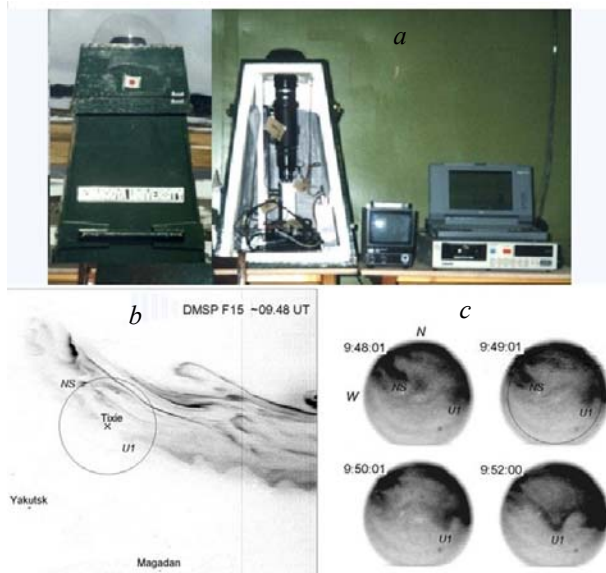 a
b
DMSP F15 ~09.48 UT
NS
Tixie
U1
Yakutsk
Magadan
c
N
9:48:01
9:49:01
W
NS
U1
NS
U1
9:50:01
9:52:00
U1
U1